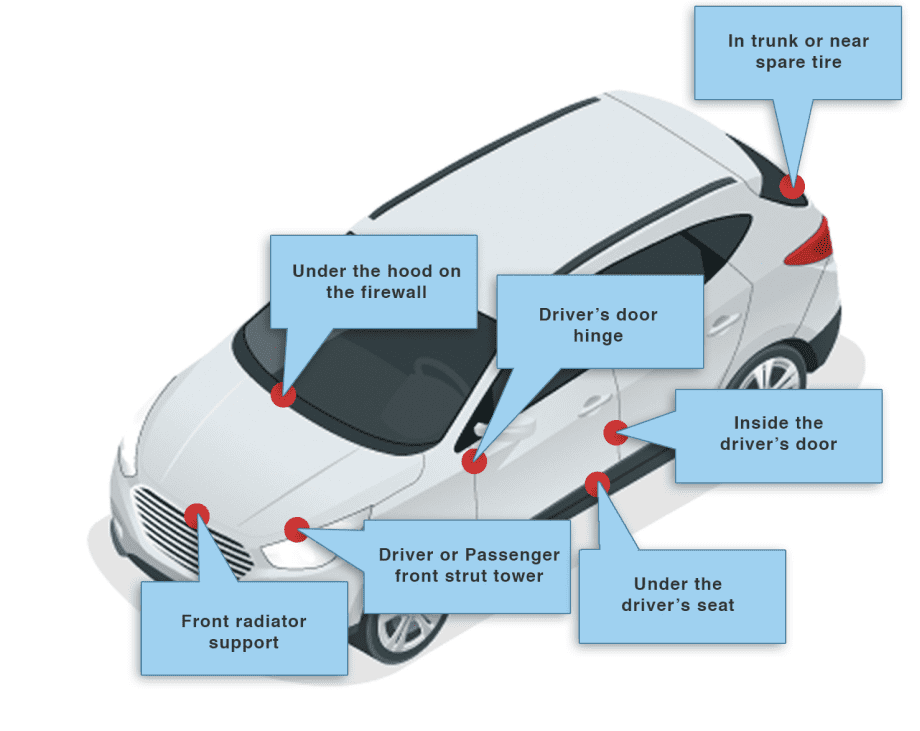 In trunk or near
spare tire
Under the hood on
the firewall
Driver’s door
hinge
Inside the
driver’s door
Driver or Passenger
front strut tower
Under the
driver’s seat
Front radiator
support